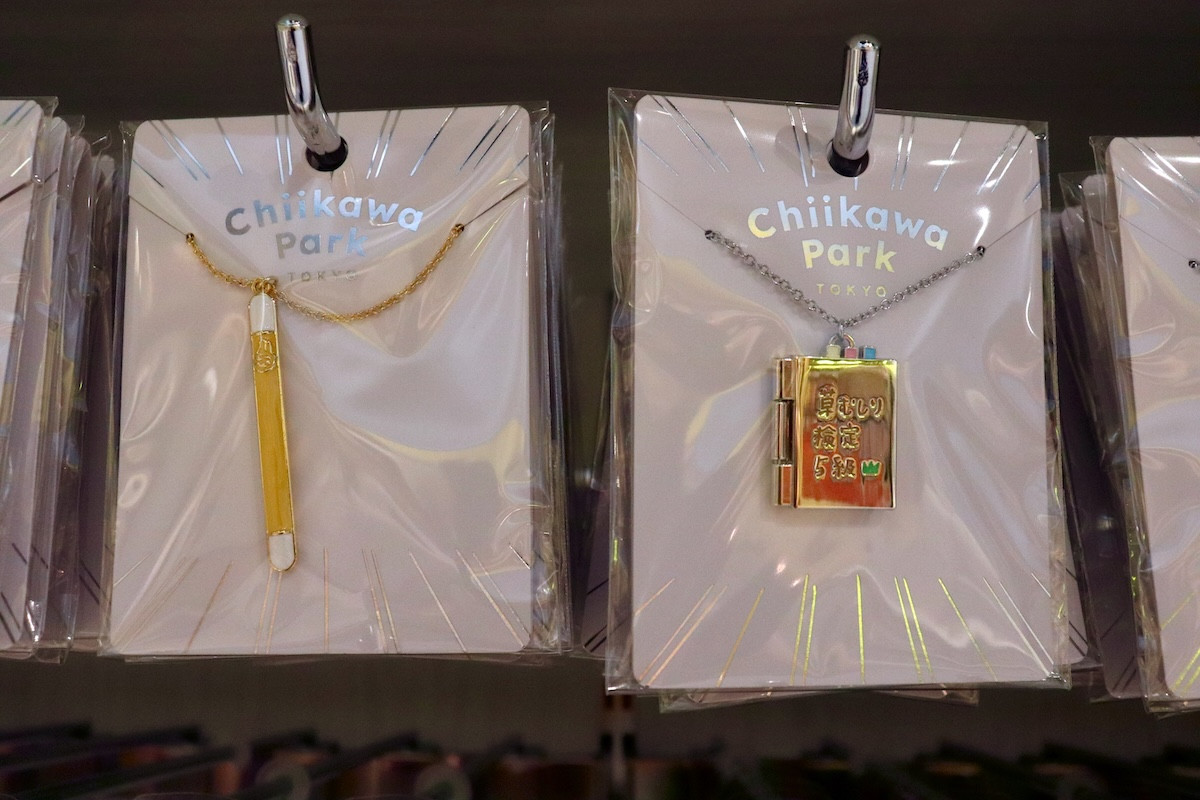 Chiikawa
Park
TOKYO
Chiikawa
Park
TOKYO
草むしり
検定
5級